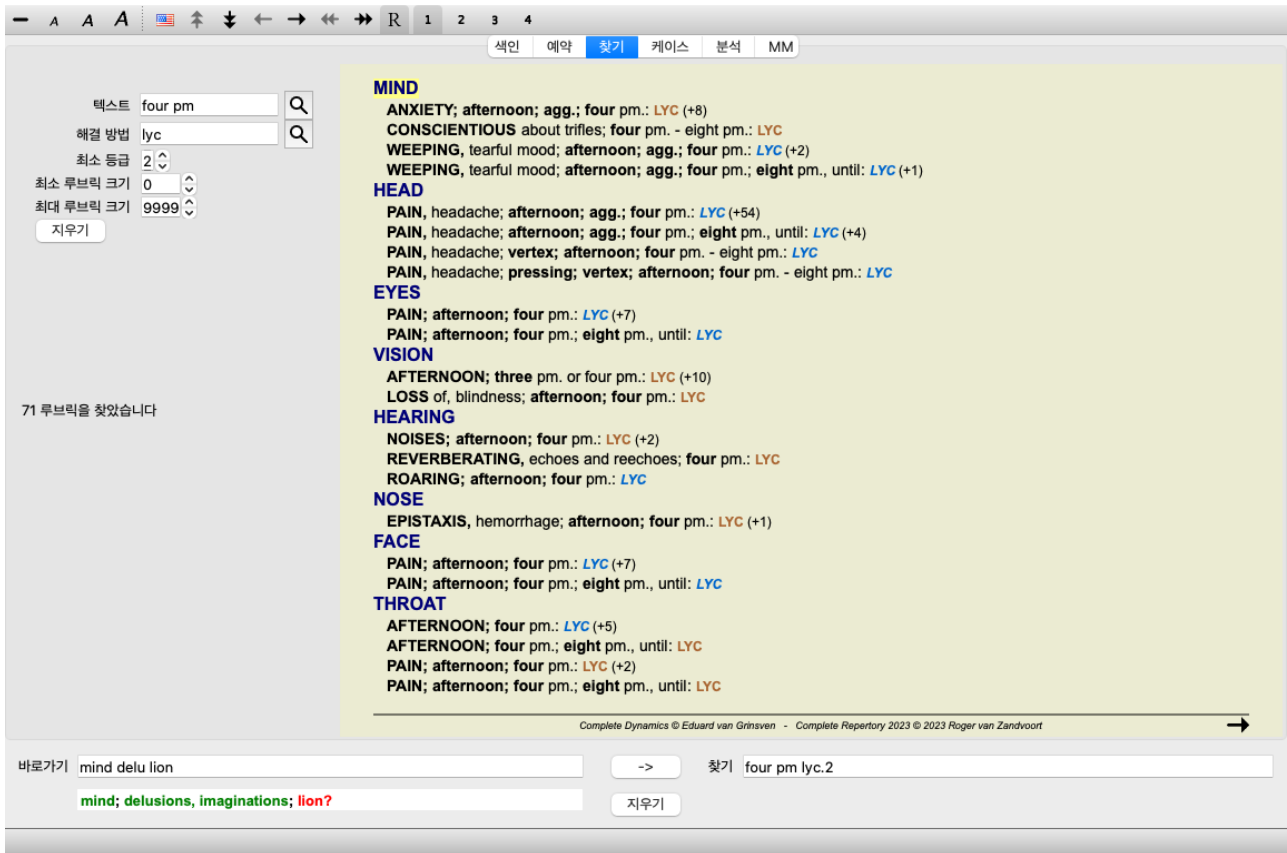 A A A R 1 2 3 4
색인 예약 찾기 케이스 분석 MM
텍스트 four pm
해결 방법 lyc
최소 등급 2
최소 루브릭 크기 0
최대 루브릭 크기 9999
지우기
71 루브릭을 찾았습니다
MIND
ANXIETY; afternoon; agg.; four pm.: LYC (+8)
CONSCIENTIOUS about trifles; four pm. - eight pm.: LYC
WEEPING, tearful mood; afternoon; agg.; four pm.: LYC (+2)
WEEPING, tearful mood; afternoon; agg.; four pm.; eight pm., until: LYC (+1)
HEAD
PAIN, headache; afternoon; agg.; four pm.: LYC (+54)
PAIN, headache; afternoon; agg.; four pm.; eight pm., until: LYC (+4)
PAIN, headache; vertex; afternoon; four pm. - eight pm.: LYC
PAIN, headache; pressing; vertex; afternoon; four pm. - eight pm.: LYC
EYES
PAIN; afternoon; four pm.: LYC (+7)
PAIN; afternoon; four pm.; eight pm., until: LYC
VISION
AFTERNOON; three pm. or four pm.: LYC (+10)
LOSS of, blindness; afternoon; four pm.: LYC
HEARING
NOISES; afternoon; four pm.: LYC (+2)
REVERBERATING, echoes and reechoes; four pm.: LYC
ROARING; afternoon; four pm.: LYC
NOSE
EPISTAXIS, hemorrhage; afternoon; four pm.: LYC (+1)
FACE
PAIN; afternoon; four pm.: LYC (+7)
PAIN; afternoon; four pm.; eight pm., until: LYC
THROAT
AFTERNOON; four pm.: LYC (+5)
AFTERNOON; four pm.; eight pm., until: LYC
PAIN; afternoon; four pm.: LYC (+2)
PAIN; afternoon; four pm.; eight pm., until: LYC
Complete Dynamics © Eduard van Grinsven - Complete Repertory 2023 © 2023 Roger van Zandvoort
바로가기 mind delu lion -> 찾기 four pm lyc.2
mind; delusions, imaginations; lion? 지우기